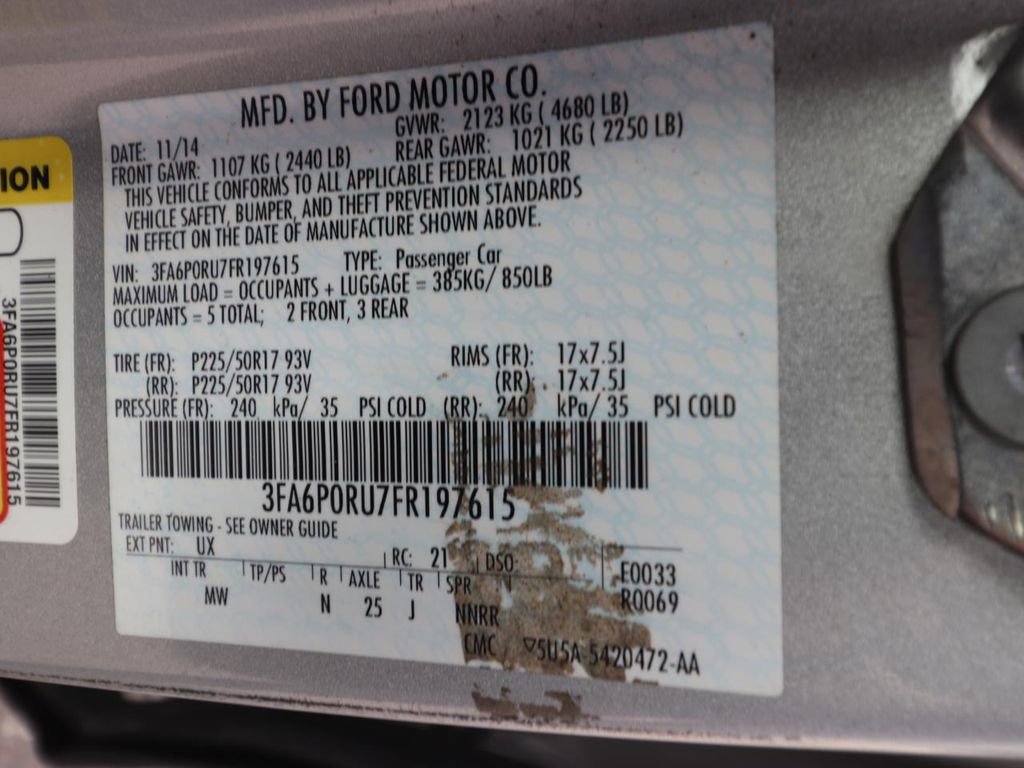 MFD. BY FORD MOTOR CO.
DATE: 11/14 GVWR: 2123 KG ( 4680 LB)
FRONT GAWR: 1107 KG ( 2440 LB) REAR GAWR: 1021 KG ( 2250 LB)
THIS VEHICLE CONFORMS TO ALL APPLICABLE FEDERAL MOTOR
VEHICLE SAFETY, BUMPER, AND THEFT PREVENTION STANDARDS
IN EFFECT ON THE DATE OF MANUFACTURE SHOWN ABOVE.
VIN: 3FA6P0RU7FR197615 TYPE: Passenger Car
MAXIMUM LOAD = OCCUPANTS + LUGGAGE = 385KG/ 850LB
OCCUPANTS = 5 TOTAL; 2 FRONT, 3 REAR
TIRE (FR): P225/50R17 93V RIMS (FR): 17x7.5J
(RR): P225/50R17 93V (RR): 17x7.5J
PRESSURE (FR): 240 kPa/ 35 PSI COLD (RR): 240 kPa/ 35 PSI COLD
3FA6P0RU7FR197615
TRAILER TOWING - SEE OWNER GUIDE
EXT PNT: UX RC: 21 DSO:
INT TR TP/PS R AXLE TR SPR E0033
MW N 25 J NNRR R0069
CMC ▽5U5A 5420472-AA
ION
3FA6P0RU7FR197615